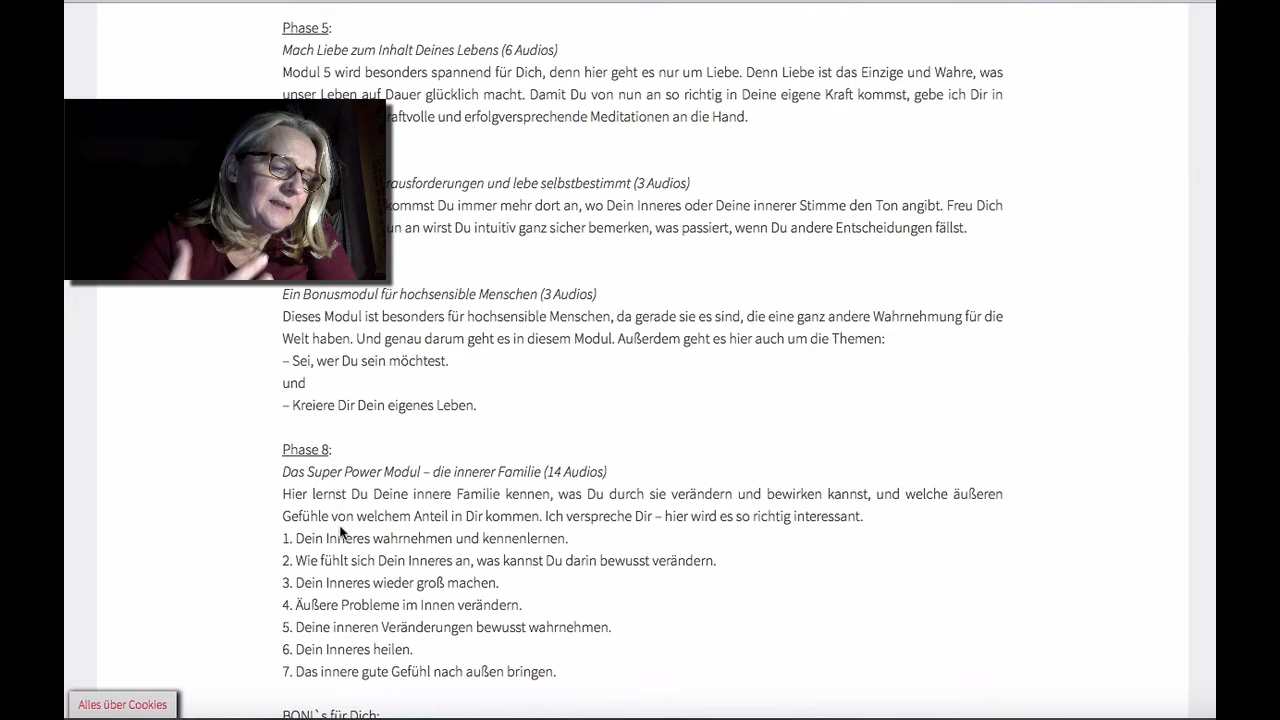 Phase 5:
Mach Liebe zum Inhalt Deines Lebens (6 Audios)
Modul 5 wird besonders spannend für Dich, denn hier geht es nur um Liebe. Denn Liebe ist das Einzige und Wahre, was
unser Leben auf Dauer glücklich macht. Damit Du von nun an so richtig in Deine eigene Kraft kommst, gebe ich Dir in
raftvolle und erfolgversprechende Meditationen an die Hand.
rausforderungen und lebe selbstbestimmt (3 Audios)
kommst Du immer mehr dort an, wo Dein Inneres oder Deine innerer Stimme den Ton angibt. Freu Dich
un an wirst Du intuitiv ganz sicher bemerken, was passiert, wenn Du andere Entscheidungen fällst.
Ein Bonusmodul für hochsensible Menschen (3 Audios)
Dieses Modul ist besonders für hochsensible Menschen, da gerade sie es sind, die eine ganz andere Wahrnehmung für die
Welt haben. Und genau darum geht es in diesem Modul. Außerdem geht es hier auch um die Themen:
– Sei, wer Du sein möchtest.
und
– Kreiere Dir Dein eigenes Leben.
Phase 8:
Das Super Power Modul – die innerer Familie (14 Audios)
Hier lernst Du Deine innere Familie kennen, was Du durch sie verändern und bewirken kannst, und welche äußeren
Gefühle von welchem Anteil in Dir kommen. Ich verspreche Dir – hier wird es so richtig interessant.
1. Dein Inneres wahrnehmen und kennenlernen.
2. Wie fühlt sich Dein Inneres an, was kannst Du darin bewusst verändern.
3. Dein Inneres wieder groß machen.
4. Äußere Probleme im Innen verändern.
5. Deine inneren Veränderungen bewusst wahrnehmen.
6. Dein Inneres heilen.
7. Das innere gute Gefühl nach außen bringen.
BONI`s für Dich:
Alles über Cookies